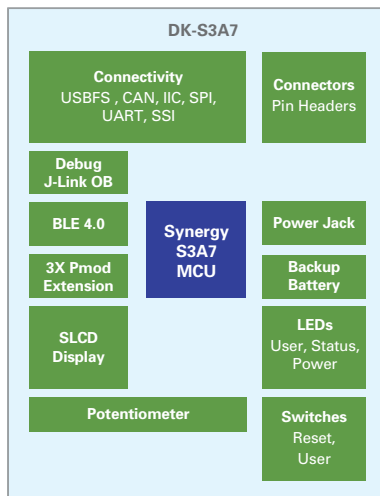 DK-S3A7
Connectivity
USBFS , CAN, IIC, SPI,
UART, SSI
Connectors
Pin Headers
Debug
J-Link OB
BLE 4.0
Synergy
S3A7
MCU
Power Jack
3X Pmod
Extension
Backup
Battery
SLCD
Display
LEDs
User, Status,
Power
Potentiometer
Switches
Reset,
User